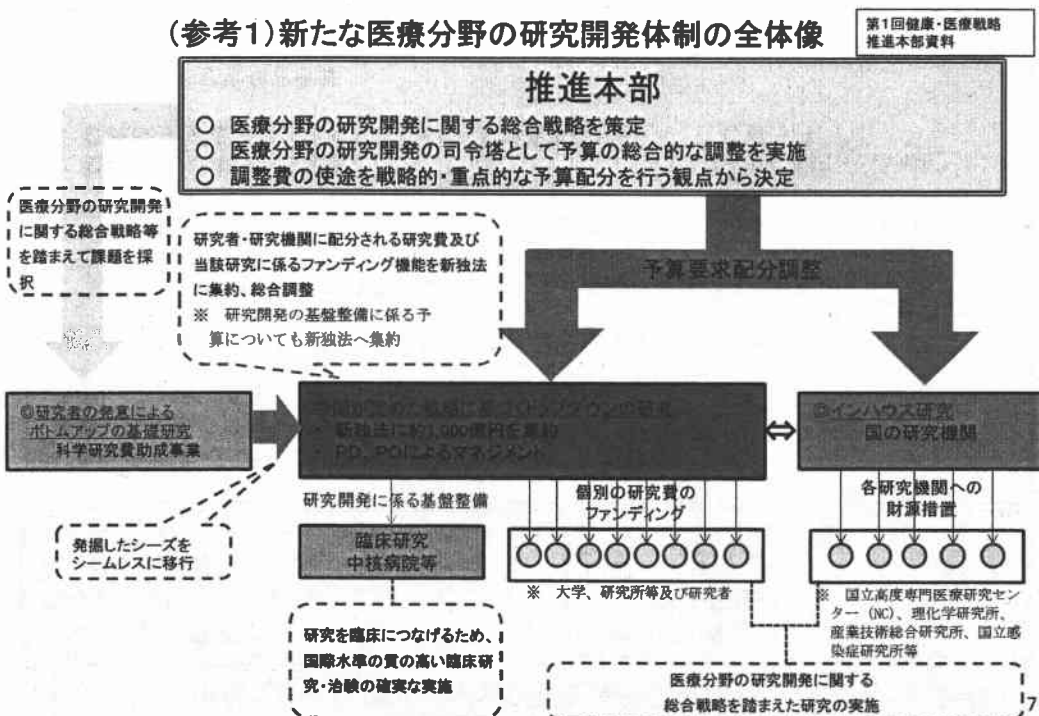 (参考1)新たな医療分野の研究開発体制の全体像
第1回健康・医療戦略
推進本部資料
推進本部
○ 医療分野の研究開発に関する総合戦略を策定
○ 医療分野の研究開発の司令塔として予算の総合的な調整を実施
○ 調整費の使途を戦略的・重点的な予算配分を行う観点から決定
医療分野の研究開発
に関する総合戦略等
を踏まえて課題を採
択
研究者・研究機関に配分される研究費及び
当該研究に係るファンディング機能を新独法
に集約、総合調整
※ 研究開発の基盤整備に係る予
算についても新独法へ集約
予算要求配分調整
◎研究者の発意による
ボトムアップの基礎研究
科学研究費助成事業
◎国が定めた戦略に基づくトップダウンの研究
・ 新独法に約1,000億円を集約
・ PD、POによるマネジメント
◎インハウス研究
国の研究機関
発掘したシーズを
シームレスに移行
研究開発に係る基盤整備
臨床研究
中核病院等
個別の研究費の
ファンディング
※ 大学、研究所等及び研究者
各研究機関への
財源措置
※ 国立高度専門医療研究セン
ター (NC)、理化学研究所、
産業技術総合研究所、国立感
染症研究所等
研究を臨床につなげるため、
国際水準の質の高い臨床研
究・治験の確実な実施
医療分野の研究開発に関する
総合戦略を踏まえた研究の実施
7